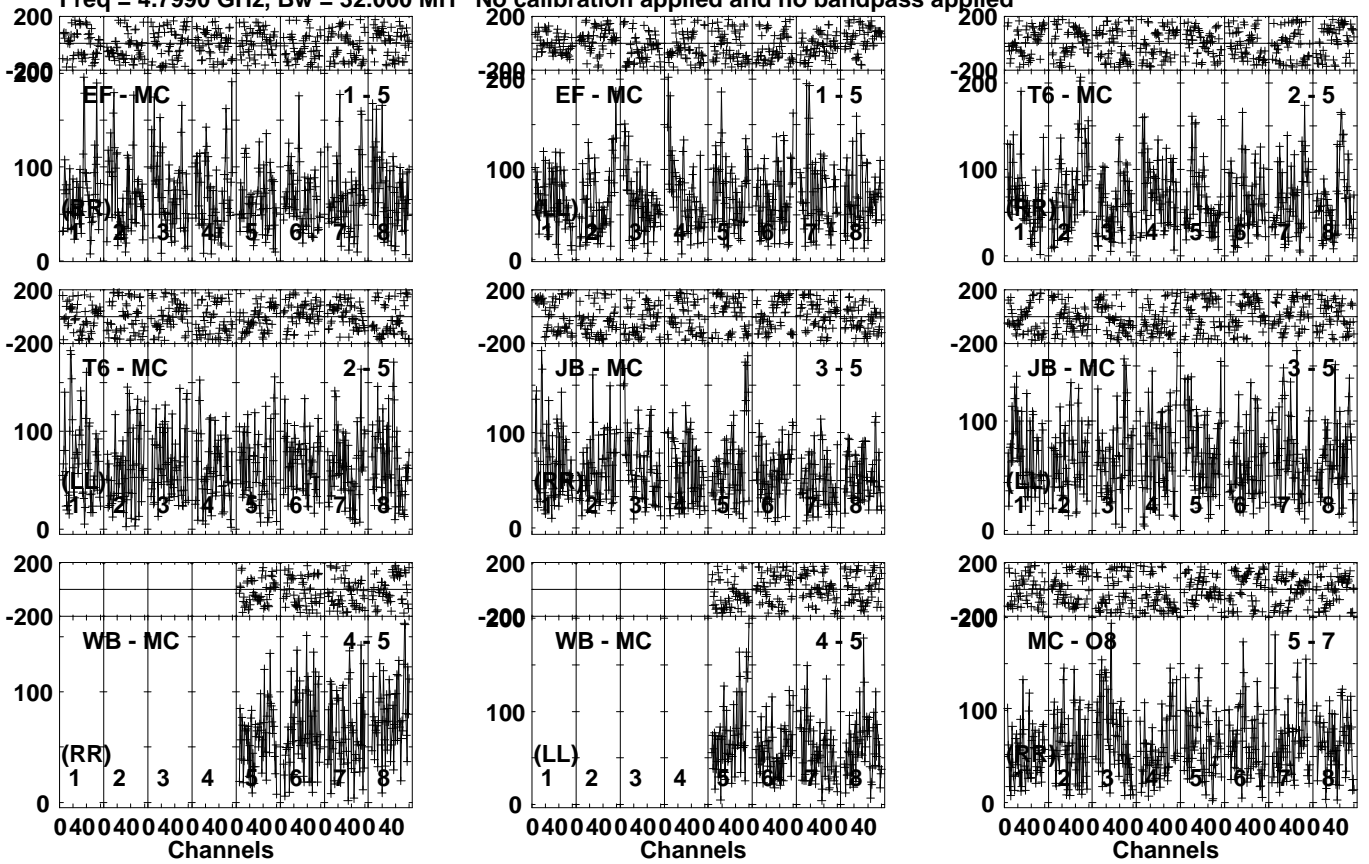 Freq = 4.7990 GHz, Bw = 32.000 MH No calibration applied and no bandpass applied
200 200 200
-200 -200 -200
200 200 200
EF - MC 1 - 5 EF - MC 1 - 5 T6 - MC 2 - 5
100 100 100
(RR) (LL) (RR)
1 2 3 4 5 6 7 8 1 2 3 4 5 6 7 8 1 2 3 4 5 6 7 8
0 0 0
200 200 200
-200 -200 -200
T6 - MC 2 - 5 JB - MC 3 - 5 JB - MC 3 - 5
100 100 100
(LL) (RR) (LL)
1 2 3 4 5 6 7 8 1 2 3 4 5 6 7 8 1 2 3 4 5 6 7 8
0 0 0
200 200 200
-200 -200 -200
200
WB - MC 4 - 5 WB - MC 4 - 5 MC - O8 5 - 7
100 100 100
(RR) (LL) (RR)
1 2 3 4 5 6 7 8 1 2 3 4 5 6 7 8 1 2 3 4 5 6 7 8
0 0 0
0 40 0 40 0 40 0 40 0 40 0 40 0 40 0 40 0 40 0 40 0 40 0 40 0 40 0 40 0 40 0 40 0 40 0 40 0 40 0 40 0 40 0 40 0 40 0 40
Channels Channels Channels